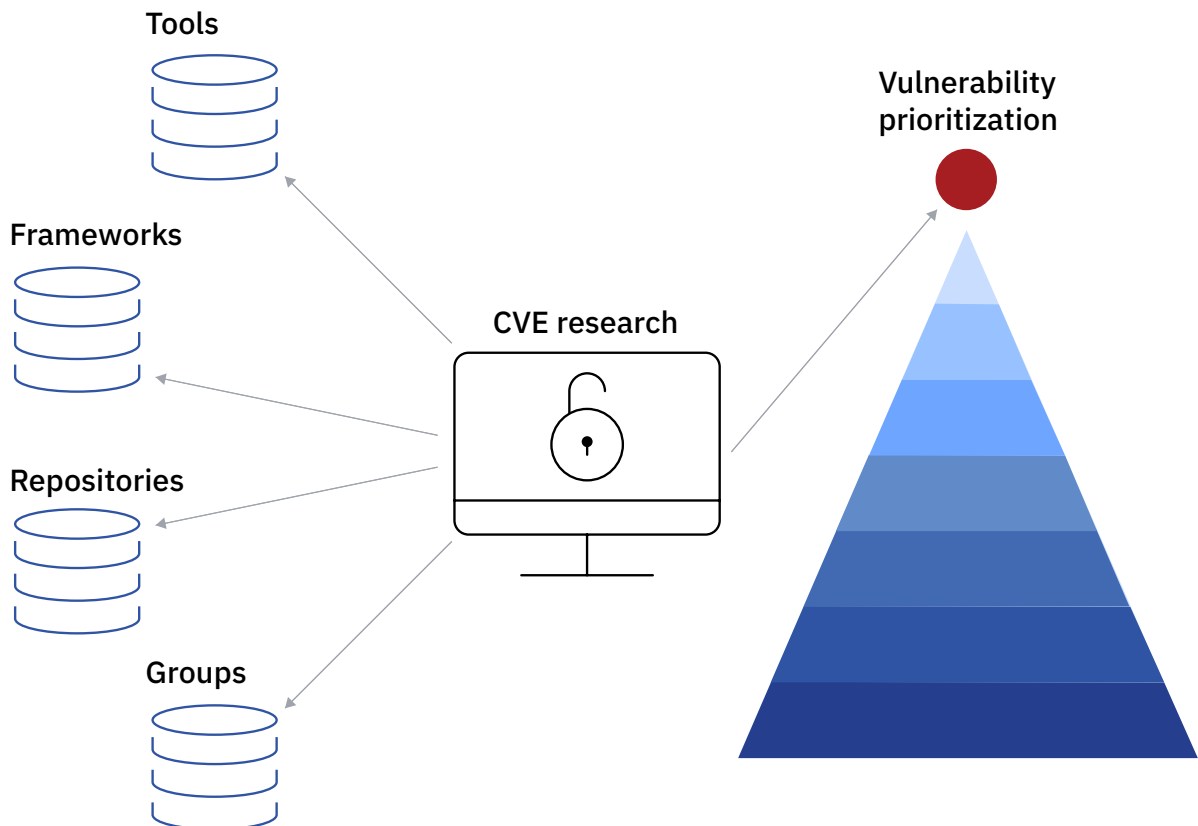 Tools
Vulnerability
prioritization
Frameworks
CVE research
Repositories
Groups